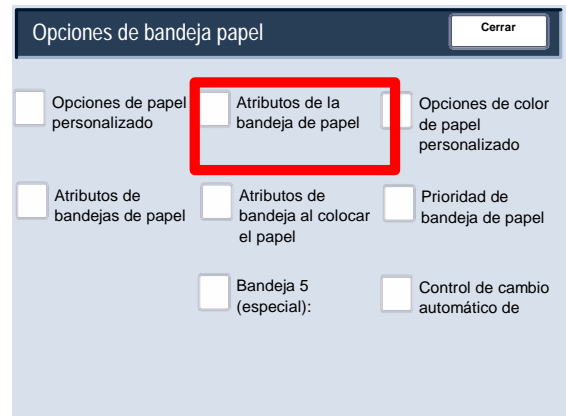 Opciones de bandeja papel
Cerrar
Opciones de papel
personalizado
Atributos de la
bandeja de papel
Opciones de color
de papel
personalizado
Atributos de
bandejas de papel
Atributos de
bandeja al colocar
el papel
Prioridad de
bandeja de papel
Bandeja 5
(especial):
Control de cambio
automático de